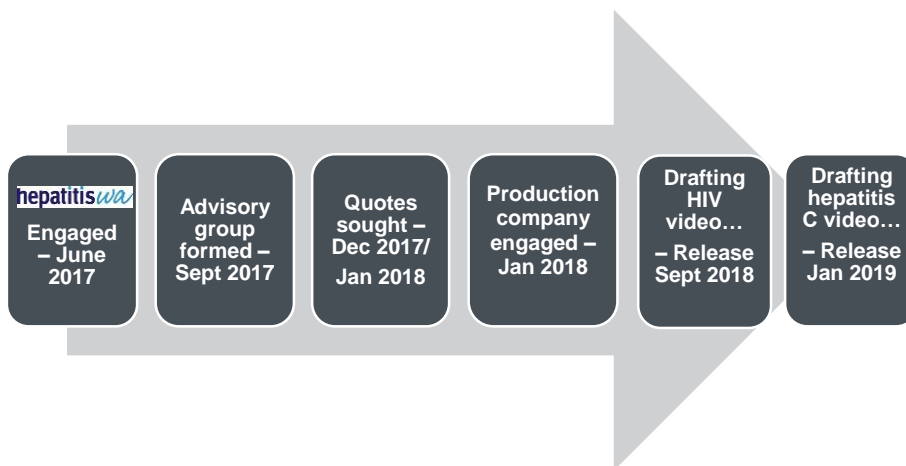 hepatitiswa
Engaged
– June
2017
Advisory
group
formed –
Sept 2017
Quotes
sought –
Dec 2017/
Jan 2018
Production
company
engaged –
Jan 2018
Drafting
HIV
video…
– Release
Sept 2018
Drafting
hepatitis
C video…
– Release
Jan 2019